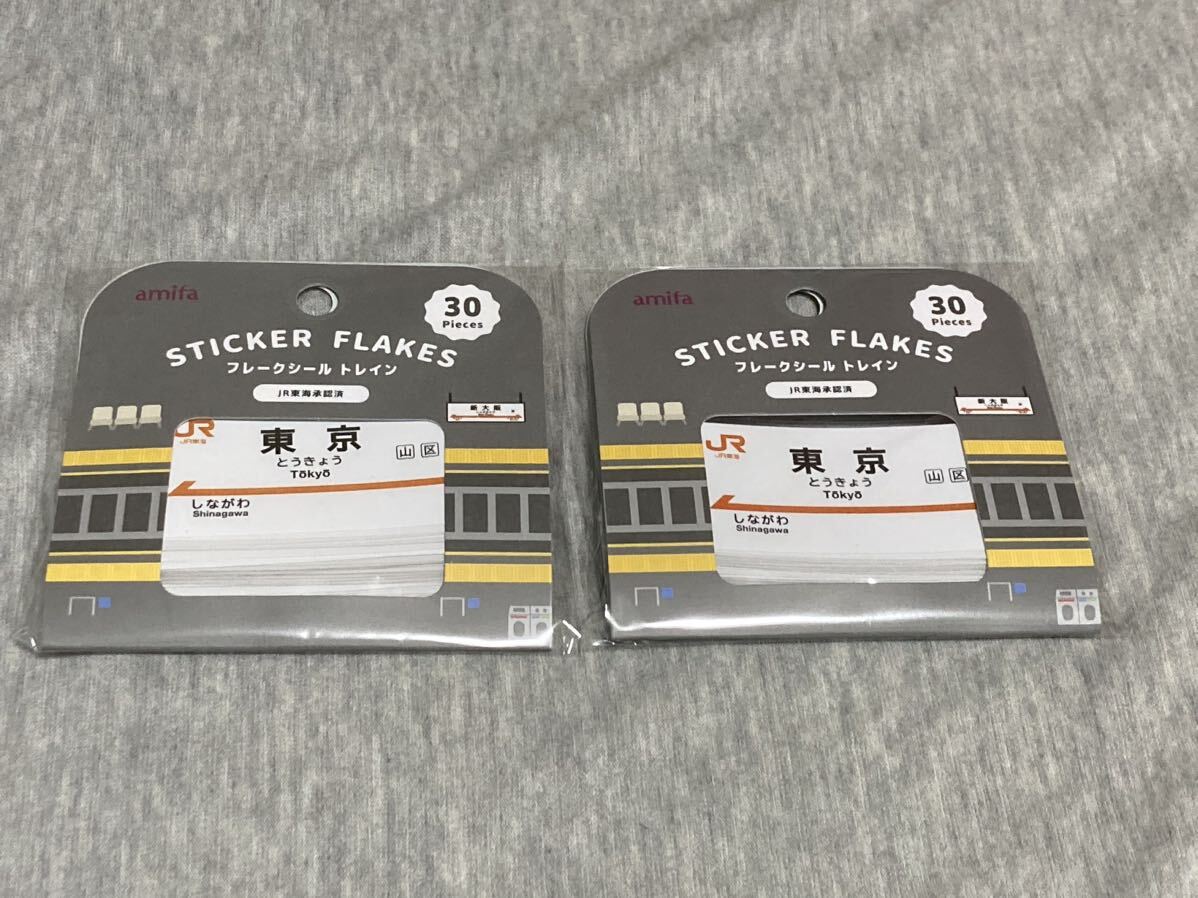 amifa
30
Pieces
STICKER FLAKES
フレークシール トレイン
JR東海承認済
新大阪
JR
JR東海
東京
山 区
とうきょう
Tōkyō
しながわ
Shinagawa
amifa
30
Pieces
STICKER FLAKES
フレークシール トレイン
JR東海承認済
新大阪
JR
JR東海
東京
山 区
とうきょう
Tōkyō
しながわ
Shinagawa